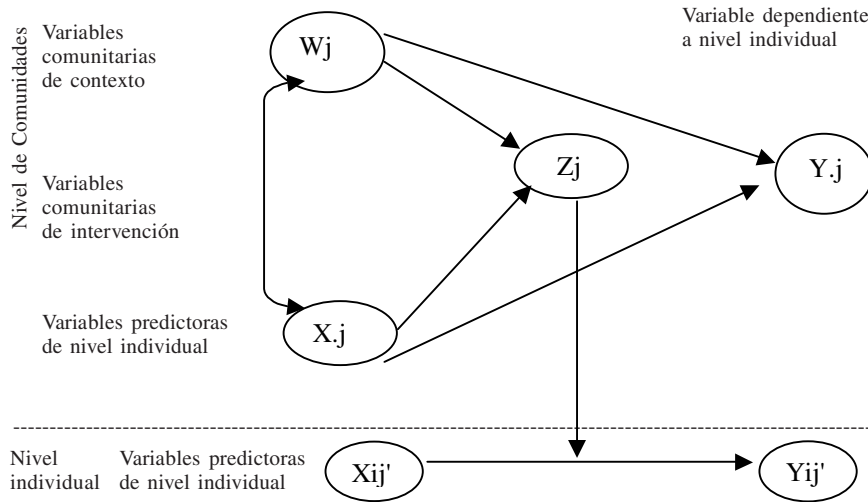 Nivel de Comunidades
Variables
comunitarias
de contexto
Wj
Variable dependiente
a nivel individual
Variables
comunitarias
de intervención
Zj
Y.j
Variables predictoras
de nivel individual
X.j
Nivel
individual
Variables predictoras
de nivel individual
Xij'
Yij'